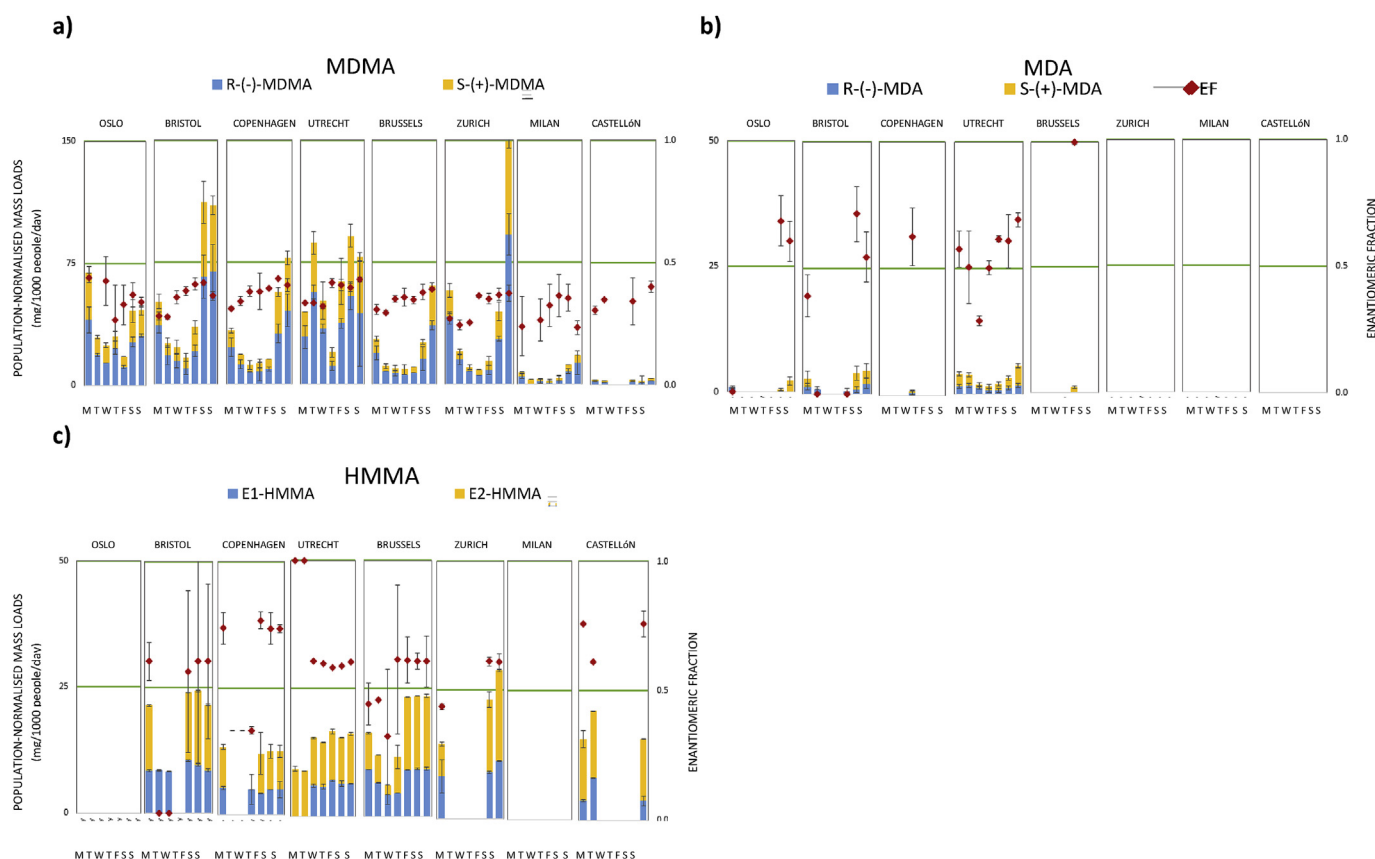 a)
MDMA
R-(-)-MDMA S-(+)-MDMA
OSLO BRISTOL COPENHAGEN UTRECHT BRUSSELS ZURICH MILAN CASTELLóN
POPULATION-NORMALISED MASS LOADS
(mg/1000 people/day)
150
75
0
1.0
0.5
0.0
M T W T F S S M T W T F S S M T W T F S S M T W T F S S M T W T F S S M T W T F S S M T W T F S S M T W T F S S
b)
MDA
R-(-)-MDA S-(+)-MDA EF
OSLO BRISTOL COPENHAGEN UTRECHT BRUSSELS ZURICH MILAN CASTELLóN
50
25
0
1.0
0.5
0.0
ENANTIOMERIC FRACTION
M T W T F S S M T W T F S S M T W T F S S M T W T F S S M T W T F S S M T W T F S S M T W T F S S M T W T F S S
c)
HMMA
E1-HMMA E2-HMMA
OSLO BRISTOL COPENHAGEN UTRECHT BRUSSELS ZURICH MILAN CASTELLóN
POPULATION-NORMALISED MASS LOADS
(mg/1000 people/day)
50
25
0
1.0
0.5
0.0
ENANTIOMERIC FRACTION
M T W T F S S M T W T F S S M T W T F S S M T W T F S S M T W T F S S M T W T F S S M T W T F S S M T W T F S S